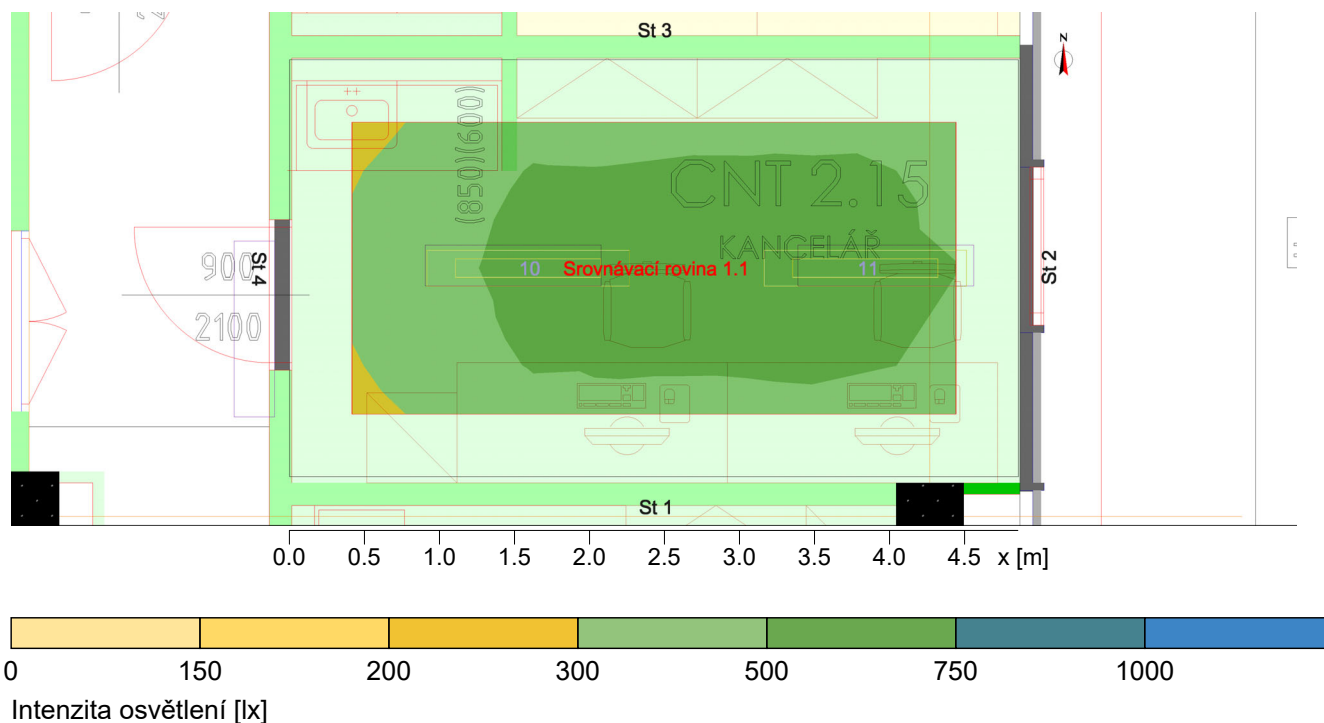 St 3
z
++
(850)(600)
CNT 2.15
KANCELÁŘ
900
2100
St 4
10
Srovnávací rovina 1.1
11
St 2
St 1
0.0 0.5 1.0 1.5 2.0 2.5 3.0 3.5 4.0 4.5 x [m]
0 150 200 300 500 750 1000
Intenzita osvětlení [lx]